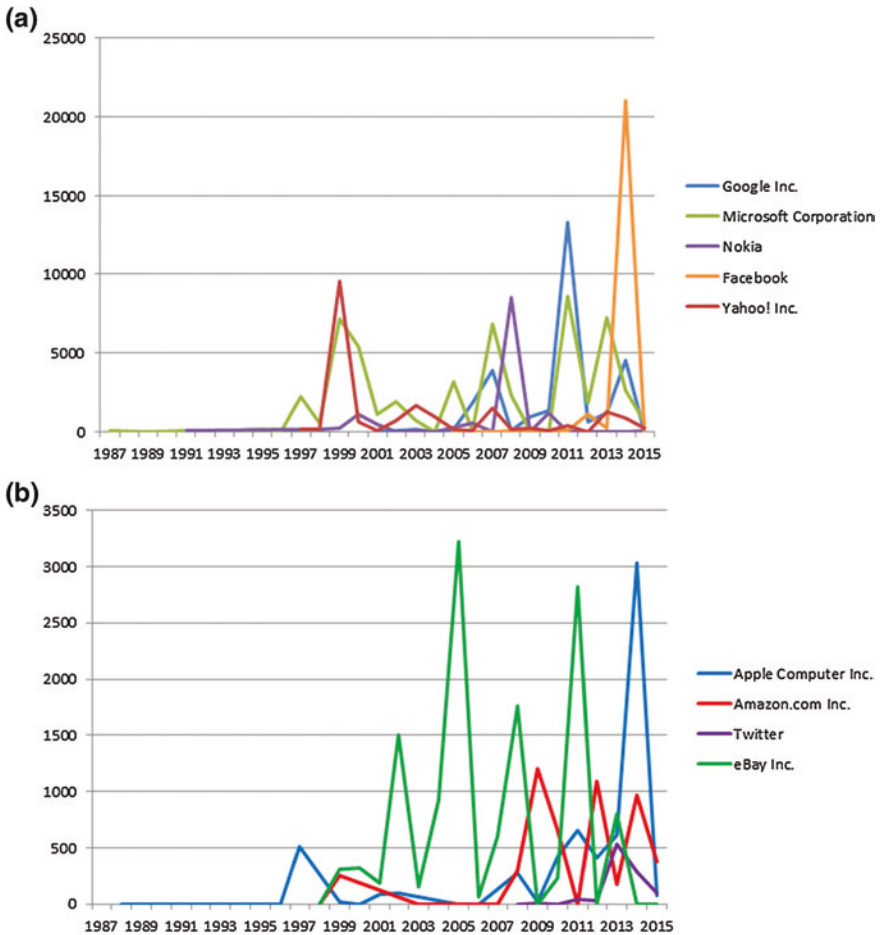 (a)
25000
20000
15000
10000
5000
0
1987 1989 1991 1993 1995 1997 1999 2001 2003 2005 2007 2009 2011 2013 2015
Google Inc.
Microsoft Corporation
Nokia
Facebook
Yahoo! Inc.
(b)
3500
3000
2500
2000
1500
1000
500
0
1987 1989 1991 1993 1995 1997 1999 2001 2003 2005 2007 2009 2011 2013 2015
Apple Computer Inc.
Amazon.com Inc.
Twitter
eBay Inc.